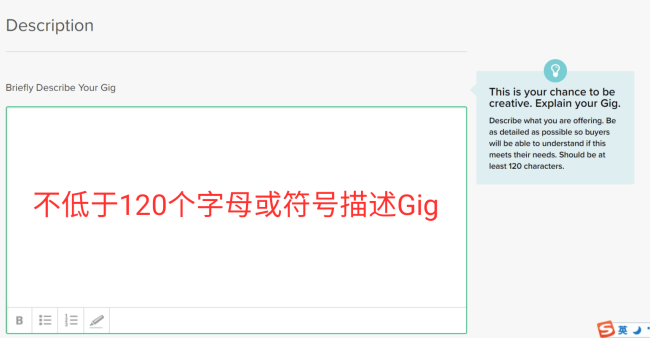 Description
Briefly Describe Your Gig
不低于120个字母或符号描述Gig
B
This is your chance to be
creative. Explain your Gig.
Describe what you are offering. Be
as detailed as possible so buyers
will be able to understand if this
meets their needs. Should be at
least 120 characters.
英